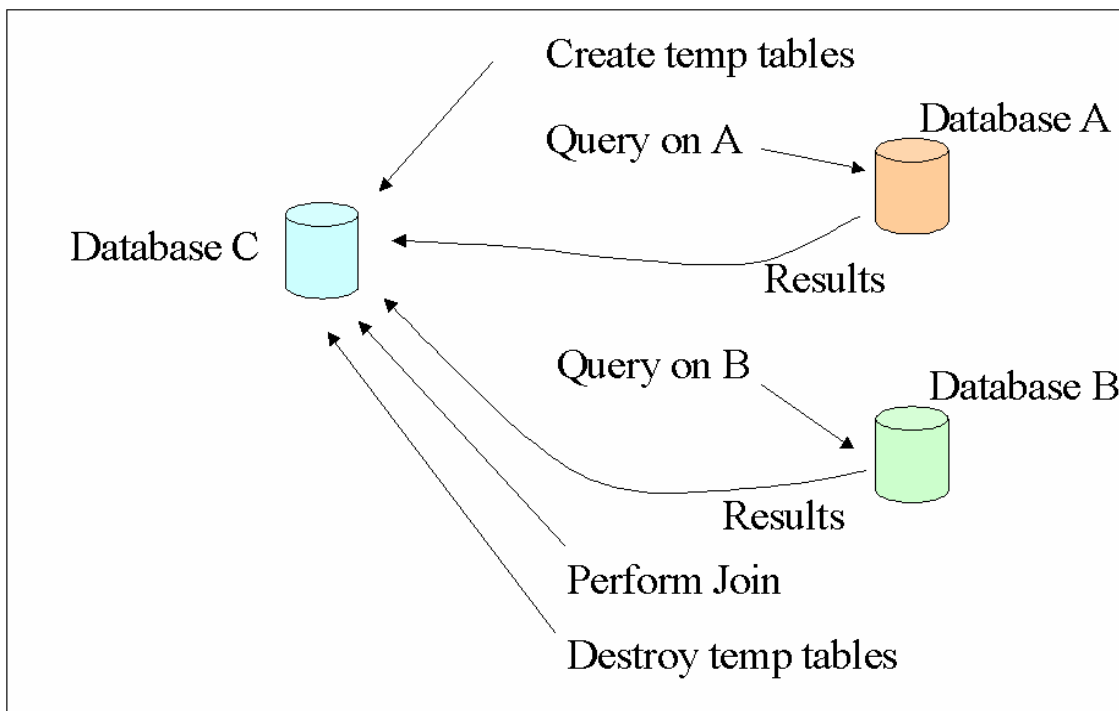 Create temp tables
Database A
Query on A
Database C
Results
Query on B
Database B
Results
Perform Join
Destroy temp tables